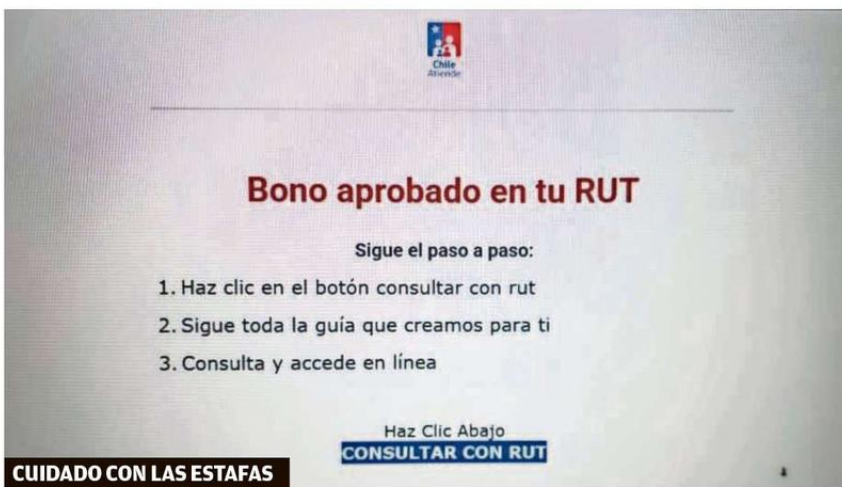 Chile
Atiende
Bono aprobado en tu RUT
Sigue el paso a paso:
1. Haz clic en el botón consultar con rut
2. Sigue toda la guía que creamos para ti
3. Consulta y accede en línea
Haz Clic Abajo
CONSULTAR CON RUT
CUIDADO CON LAS ESTAFAS